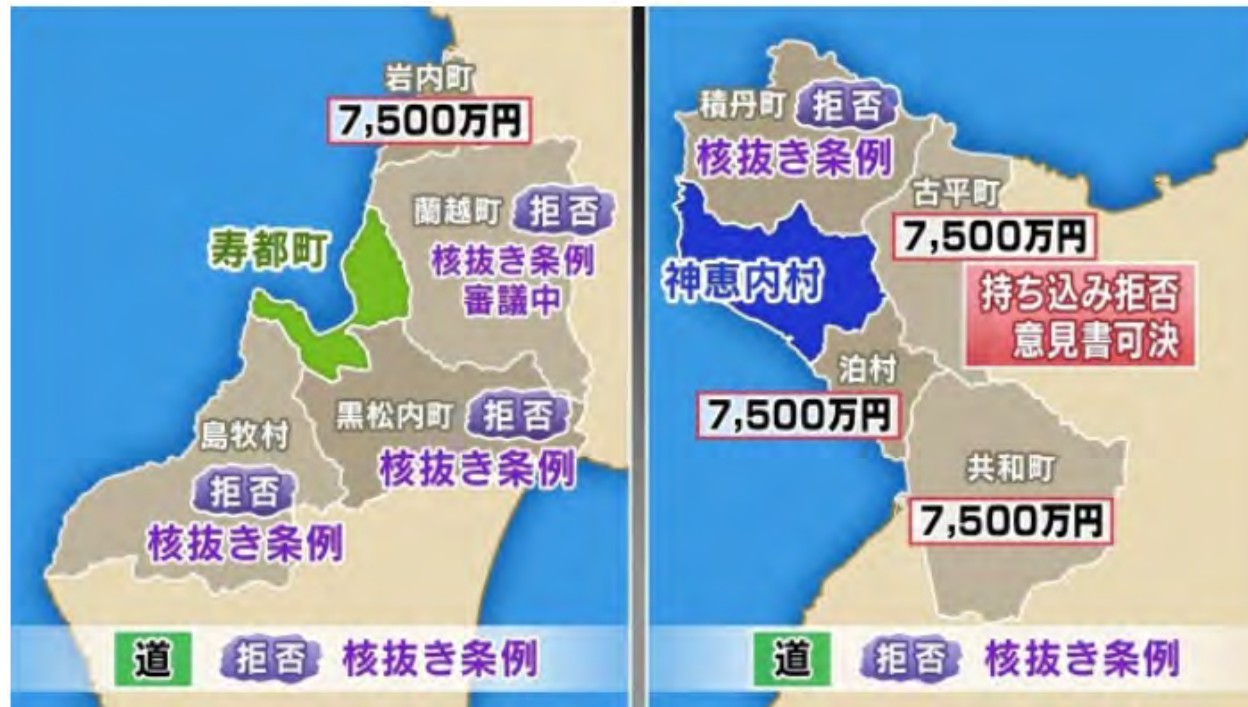 岩内町
7,500万円
蘭越町 拒否
核抜き条例
審議中
寿都町
黒松内町 拒否
核抜き条例
島牧村
拒否
核抜き条例
道 拒否 核抜き条例
積丹町 拒否
核抜き条例
古平町
7,500万円
持ち込み拒否
意見書可決
神恵内村
泊村
7,500万円
共和町
7,500万円
道 拒否 核抜き条例